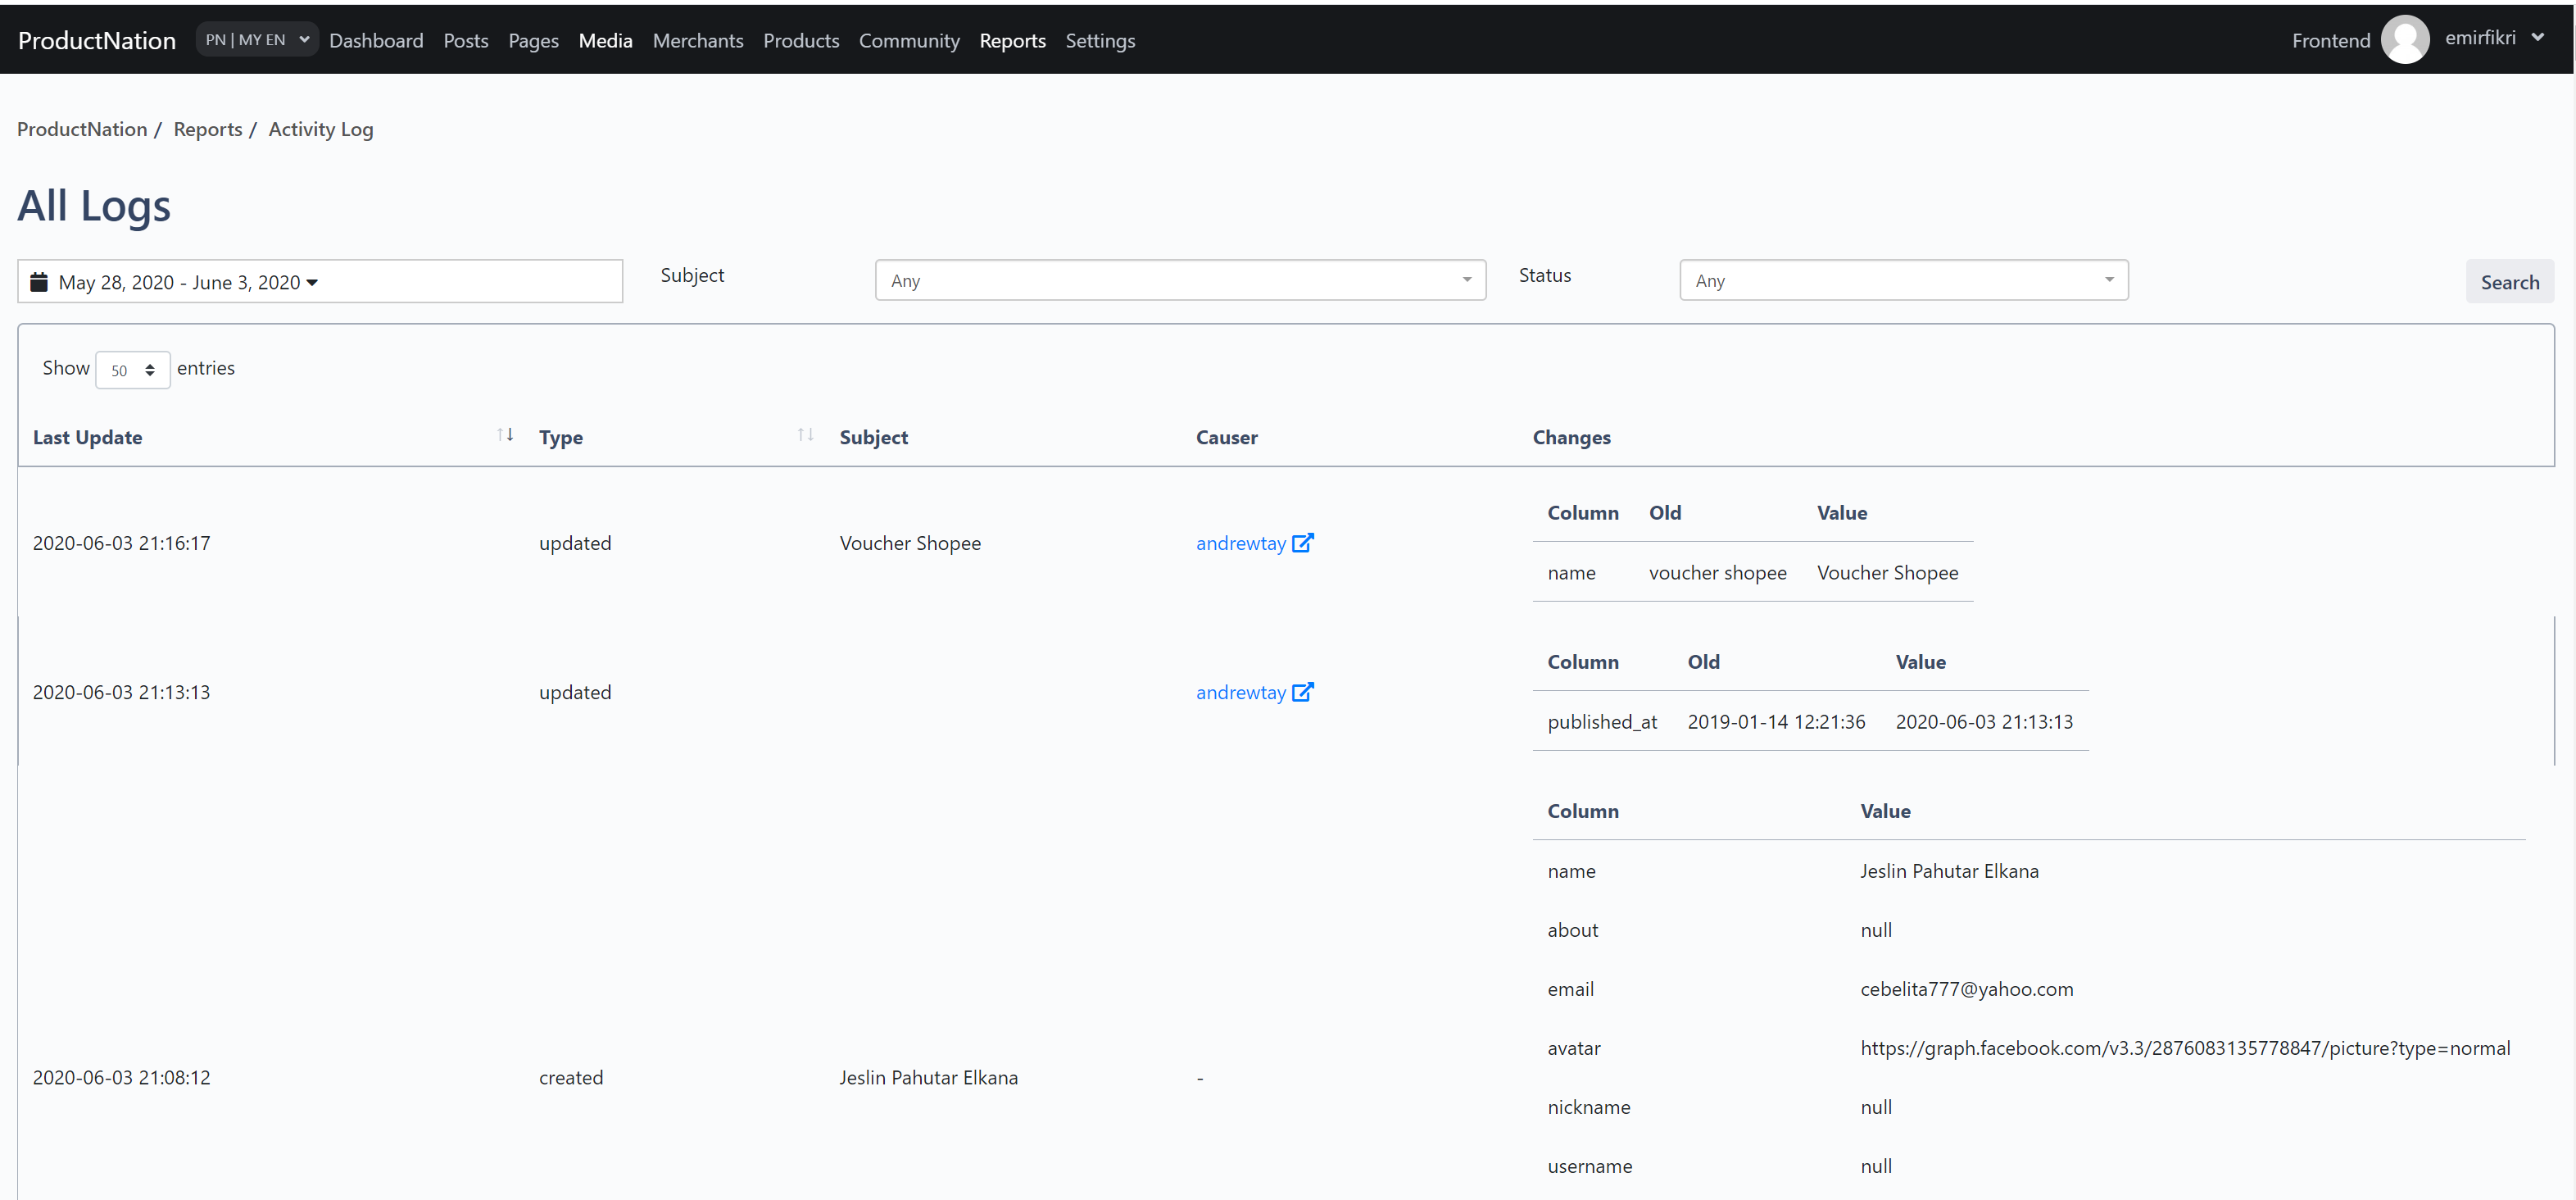 ProductNation PN | MY EN Dashboard Posts Pages Media Merchants Products Community Reports Settings Frontend emirfikri
ProductNation / Reports / Activity Log
All Logs
May 28, 2020 - June 3, 2020 Subject Any Status Any Search
Show 50 entries
Last Update Type Subject Causer Changes
Column Old Value
2020-06-03 21:16:17 updated Voucher Shopee andrewtay
name voucher shopee Voucher Shopee
Column Old Value
2020-06-03 21:13:13 updated andrewtay
published_at 2019-01-14 12:21:36 2020-06-03 21:13:13
Column Value
name Jeslin Pahutar Elkana
about null
email cebelita777@yahoo.com
avatar https://graph.facebook.com/v3.3/2876083135778847/picture?type=normal
2020-06-03 21:08:12 created Jeslin Pahutar Elkana -
nickname null
username null